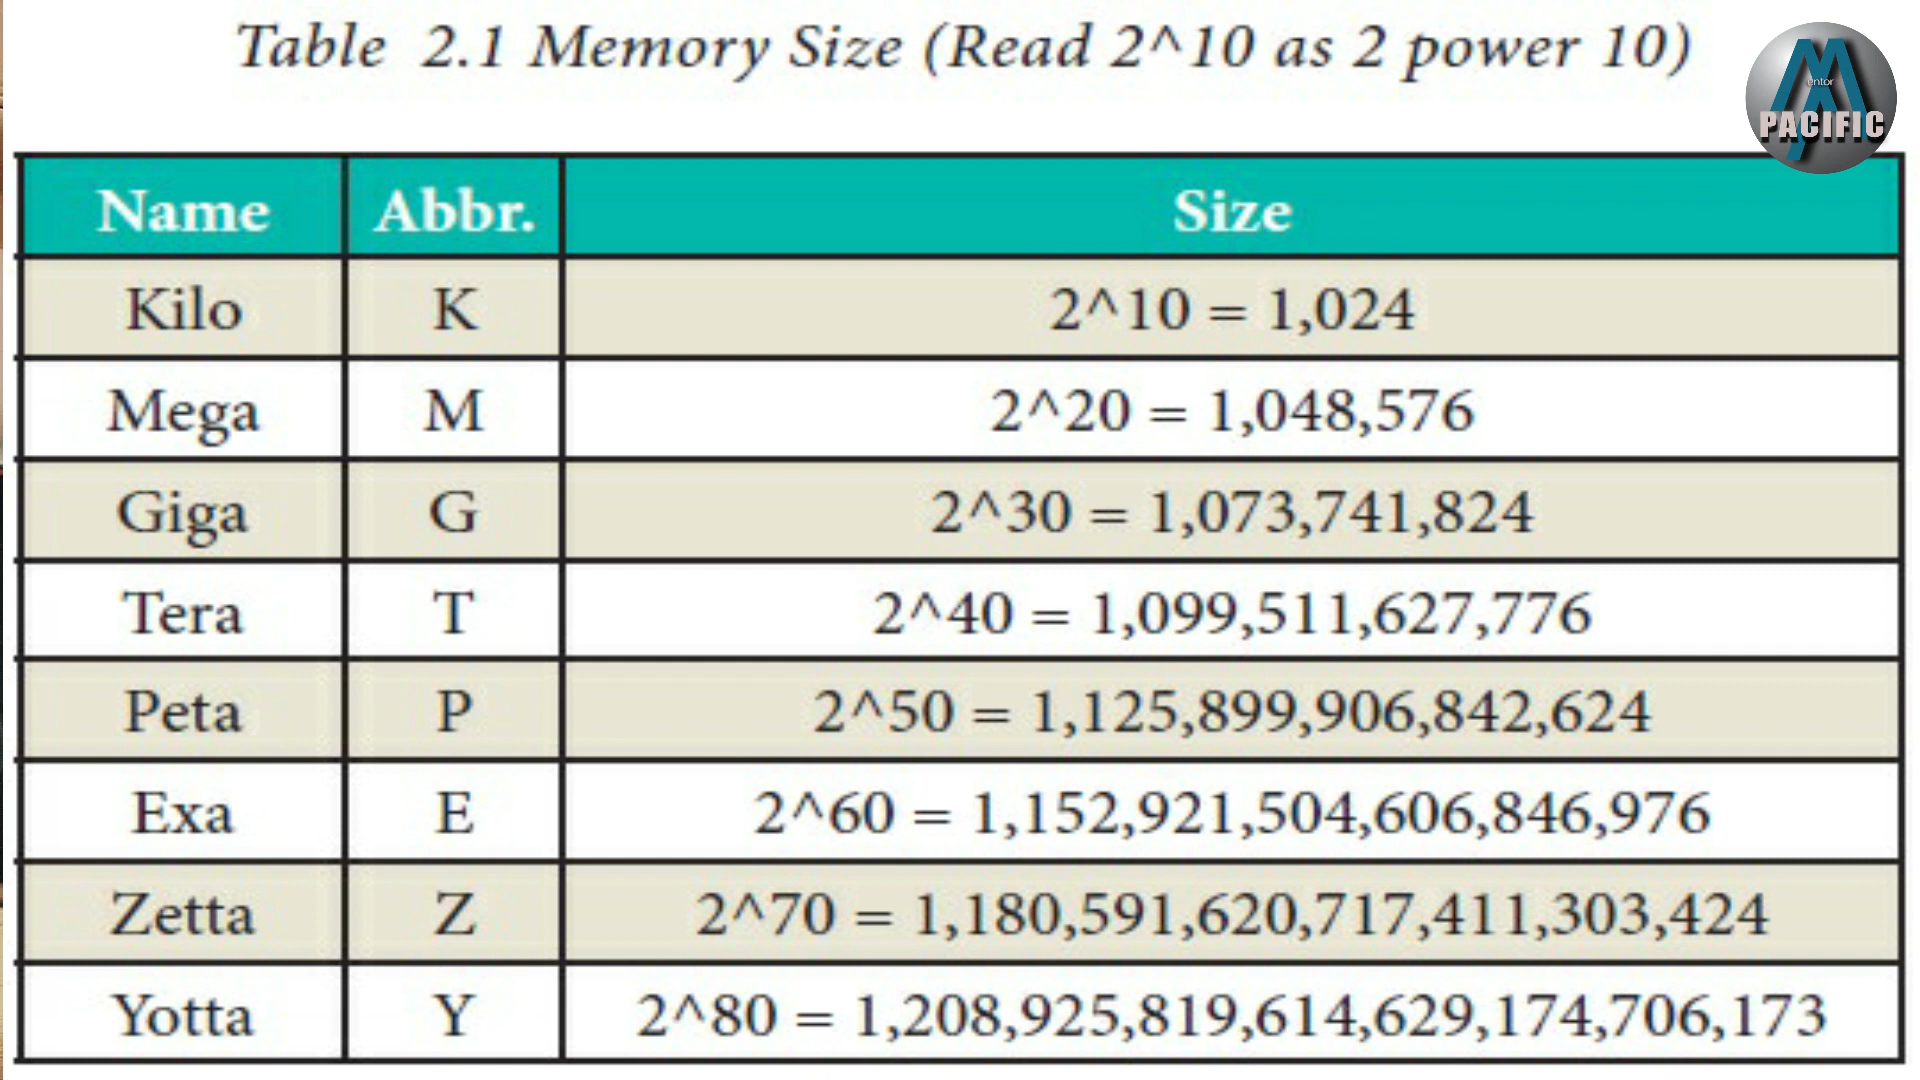 Table 2.1 Memory Size (Read 2^10 as 2 power 10)
entor
PACIFIC
Name Abbr. Size
Kilo K 2^10 = 1,024
Mega M 2^20 = 1,048,576
Giga G 2^30 = 1,073,741,824
Tera T 2^40 = 1,099,511,627,776
Peta P 2^50 = 1,125,899,906,842,624
Exa E 2^60 = 1,152,921,504,606,846,976
Zetta Z 2^70 = 1,180,591,620,717,411,303,424
Yotta Y 2^80 = 1,208,925,819,614,629,174,706,173